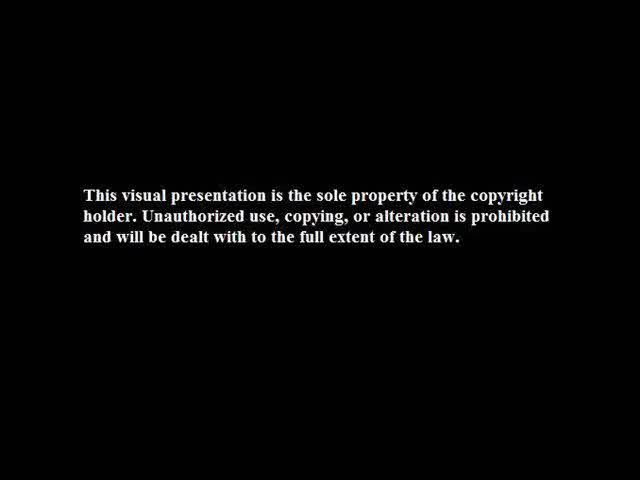 This visual presentation is the sole property of the copyright
holder. Unauthorized use, copying, or alteration is prohibited
and will be dealt with to the full extent of the law.